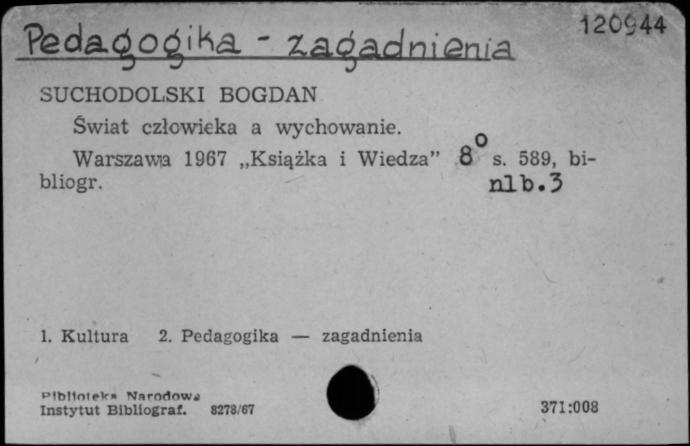 120944
Pedagogika - zagadnienia
SUCHODOLSKI BOGDAN
Świat człowieka a wychowanie.
Warszawa 1967 „Książka i Wiedza” 8° s. 589, bi-
bliogr. nlb.3
1. Kultura 2. Pedagogika — zagadnienia
Biblioteka Narodowa
Instytut Bibliograf. 8278/67 371:008